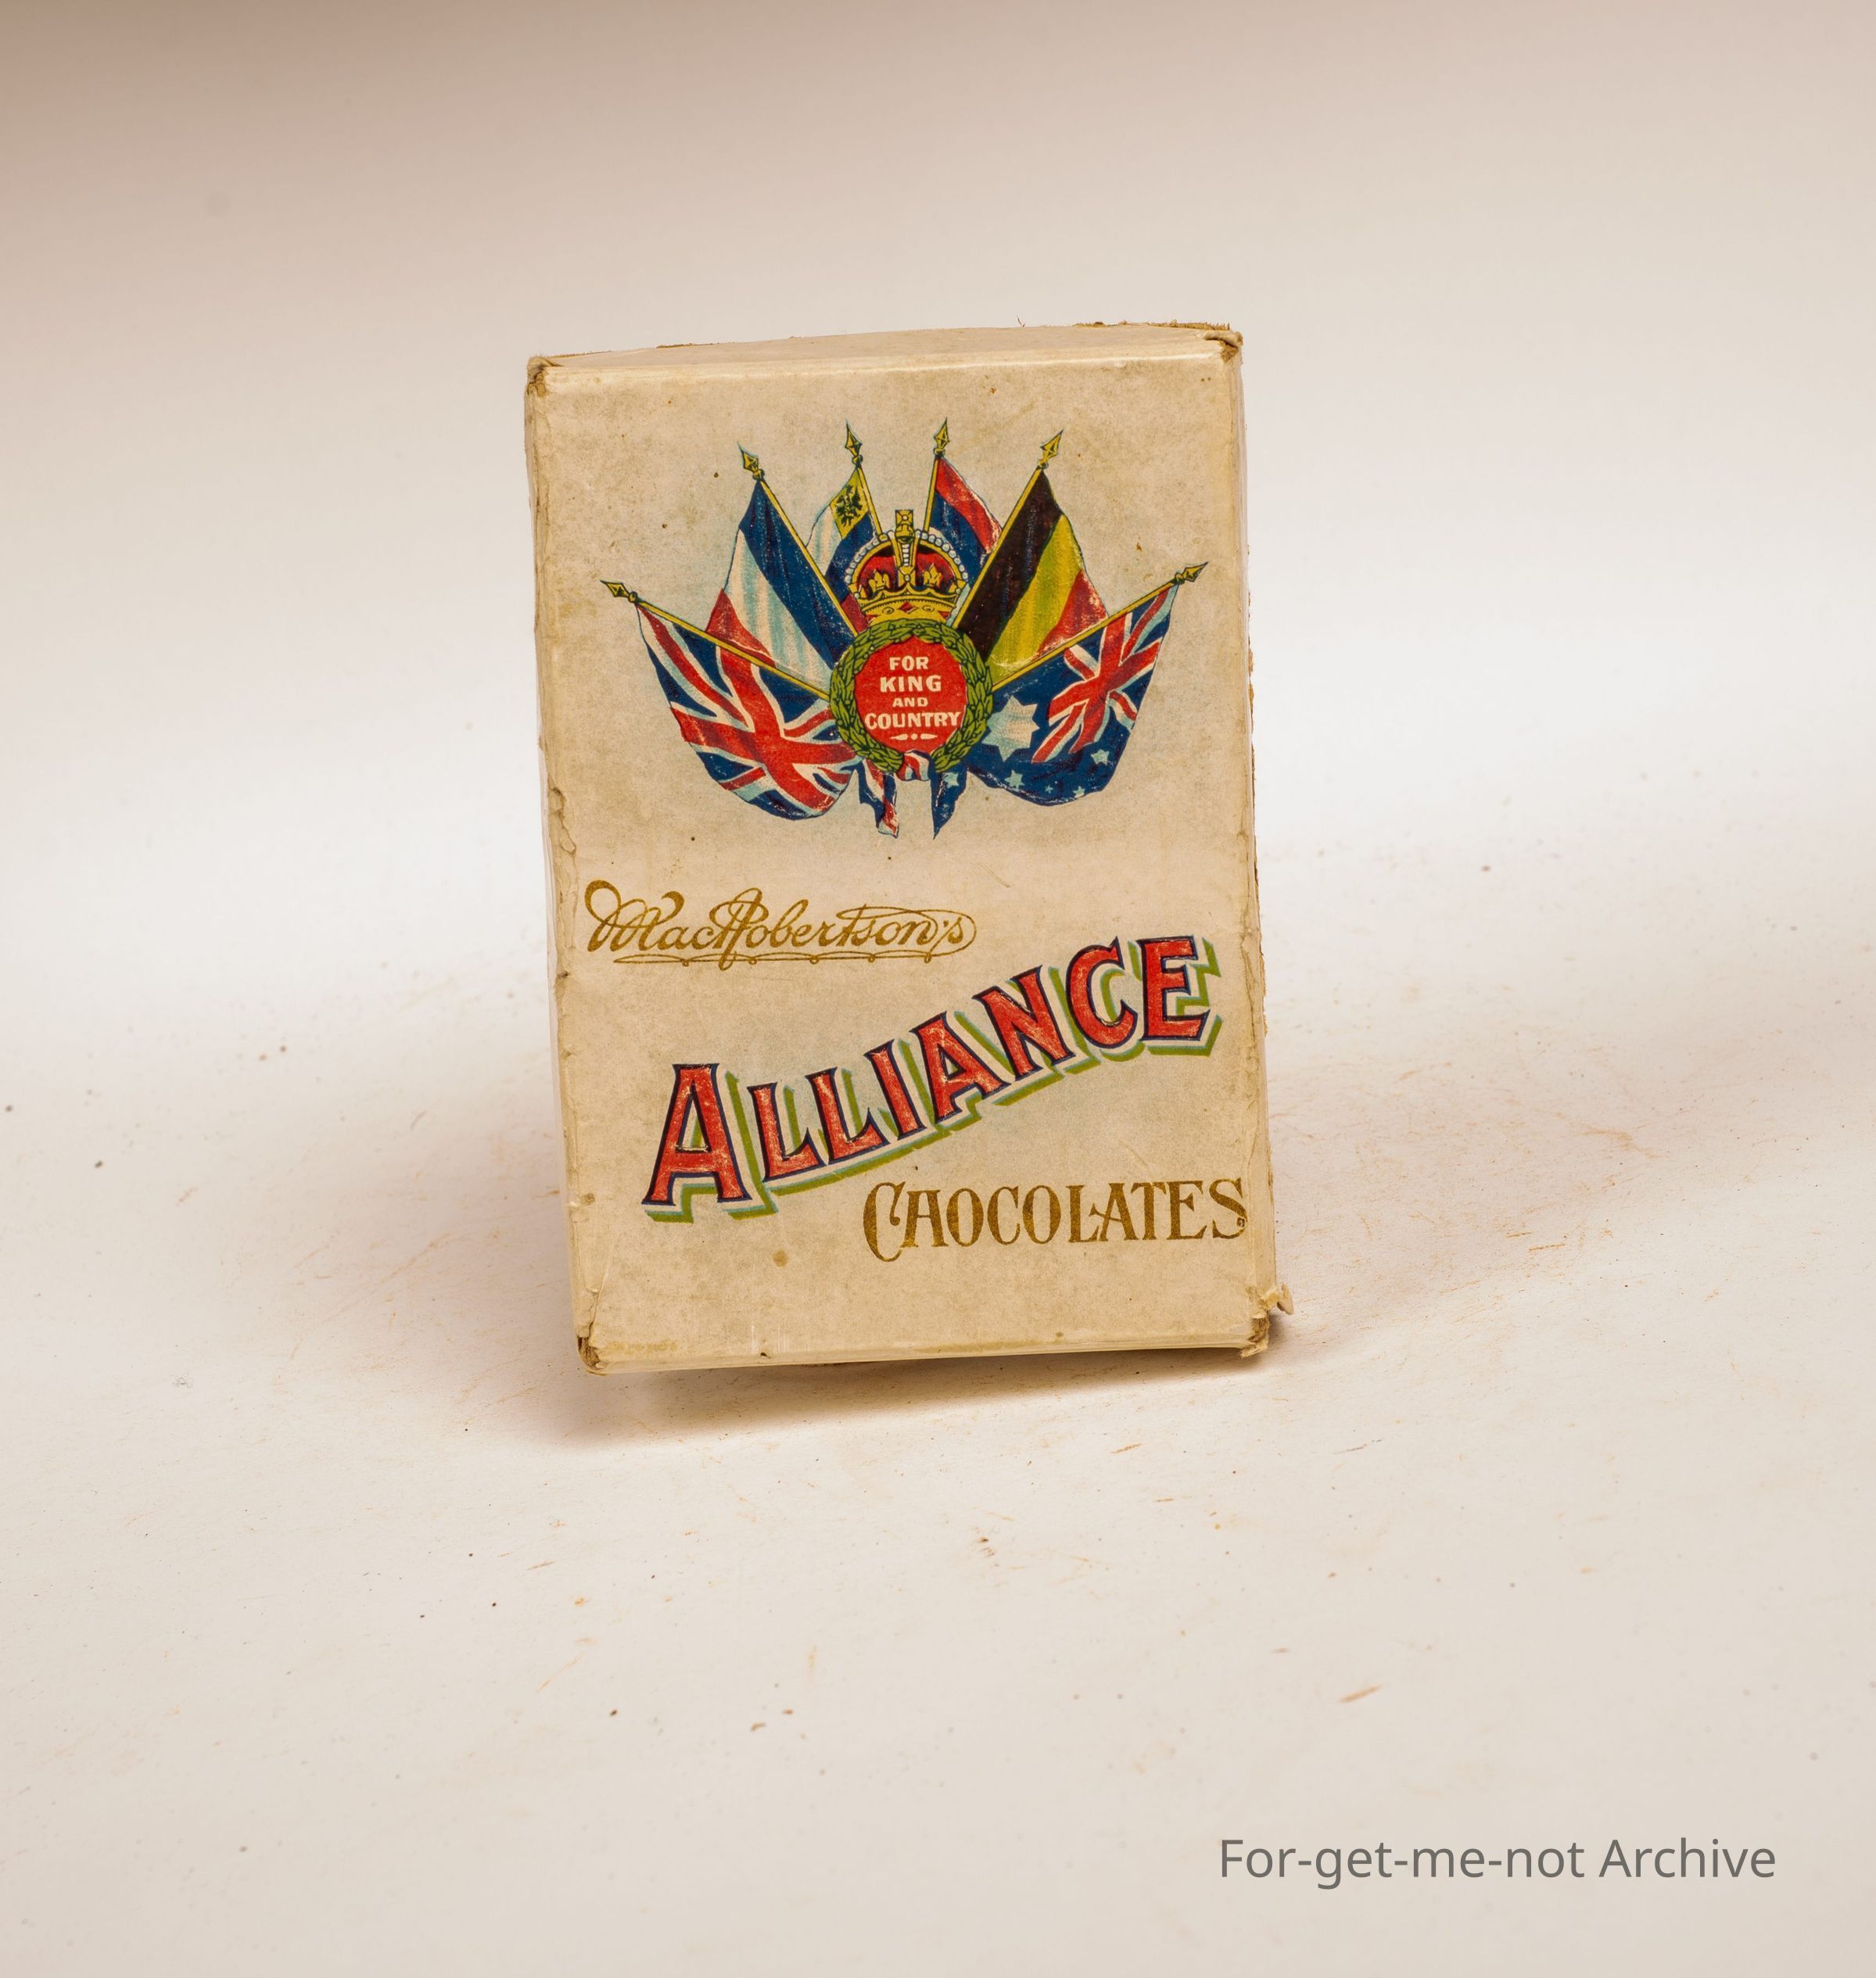 FOR
KING
AND
COUNTRY
MacRobertson's
ALLIANCE
CHOCOLATES
For-get-me-not Archive